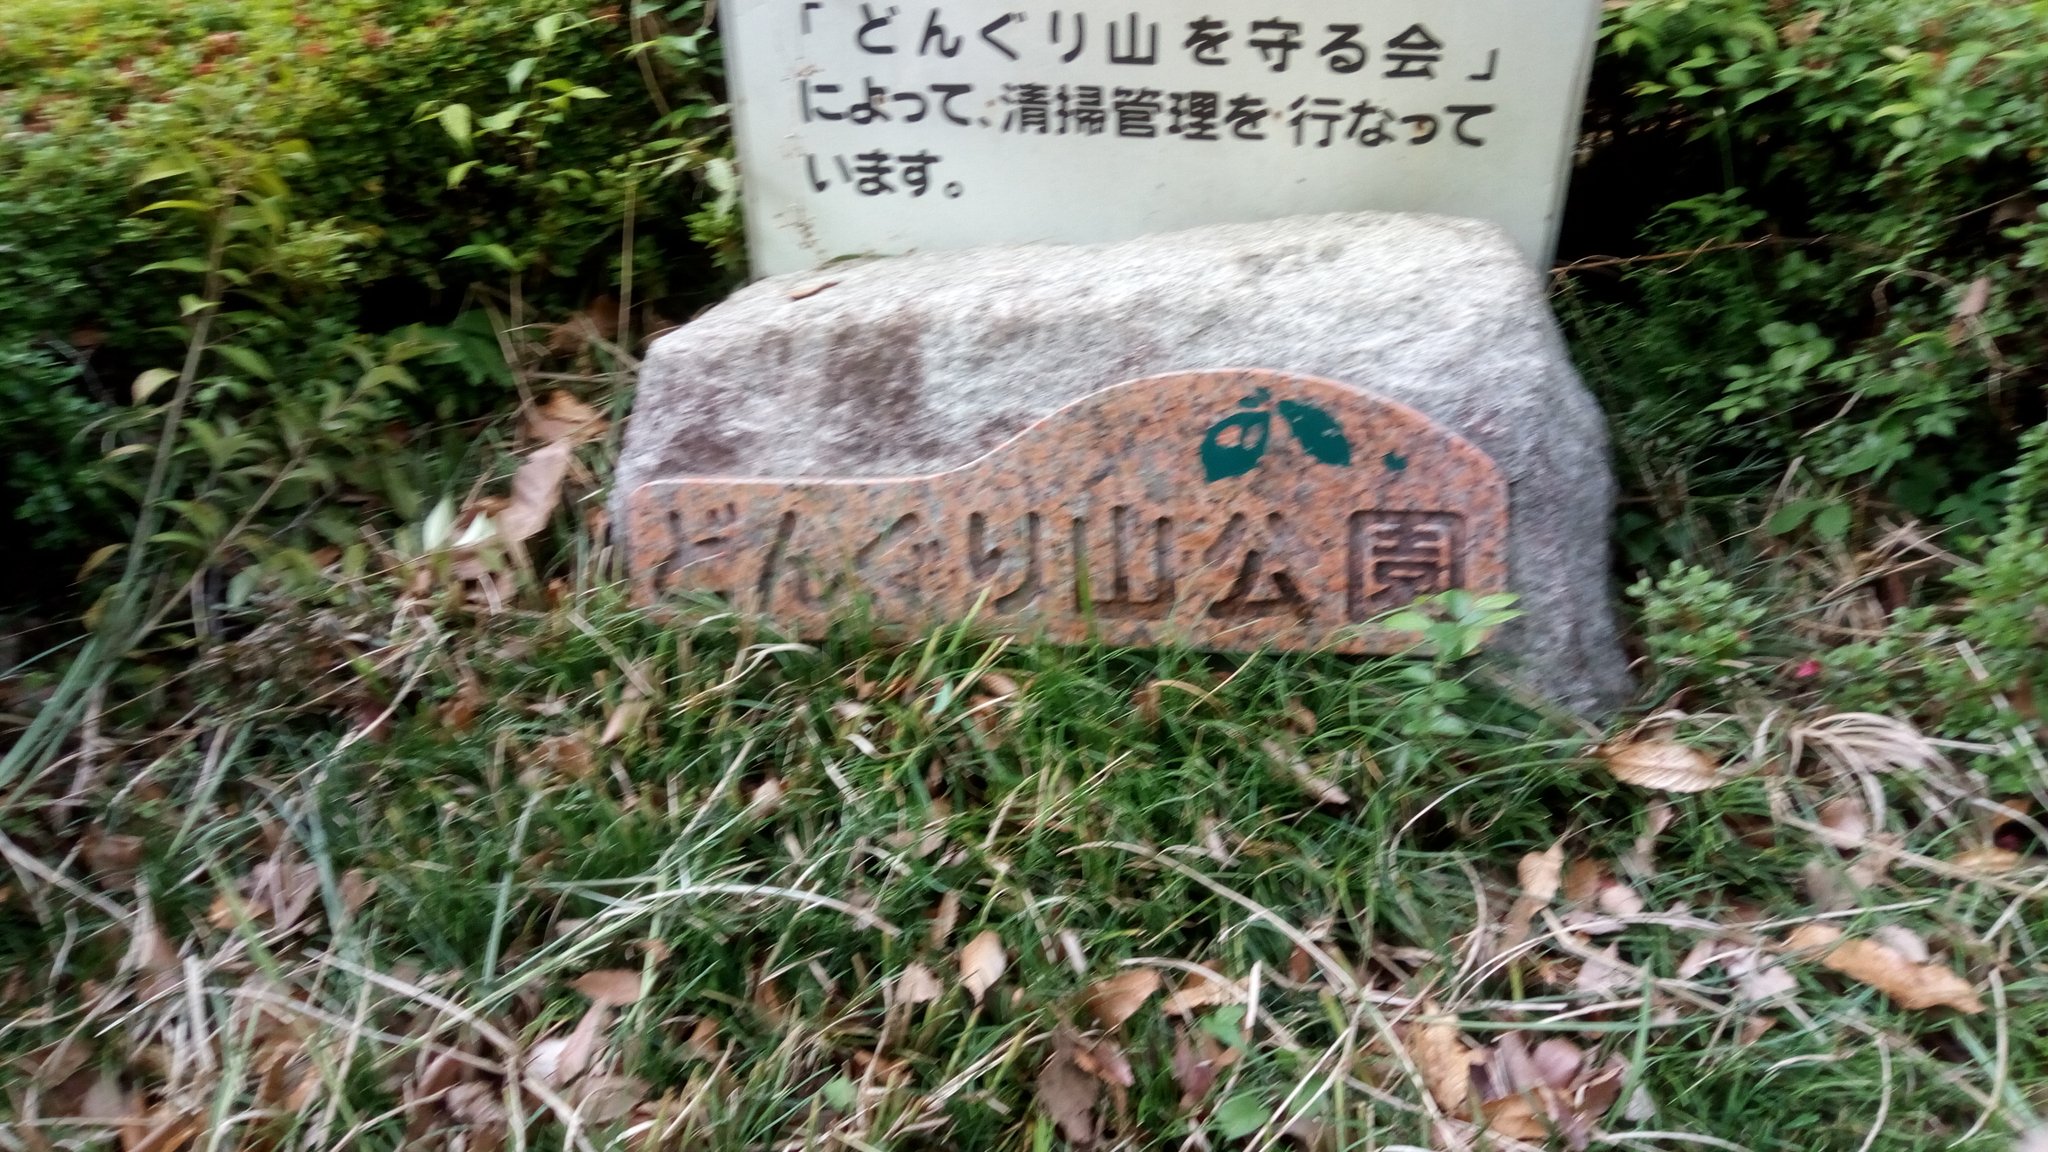 「どんぐり山を守る会」
によって、清掃管理を行なって
います。
どんぐり山公園